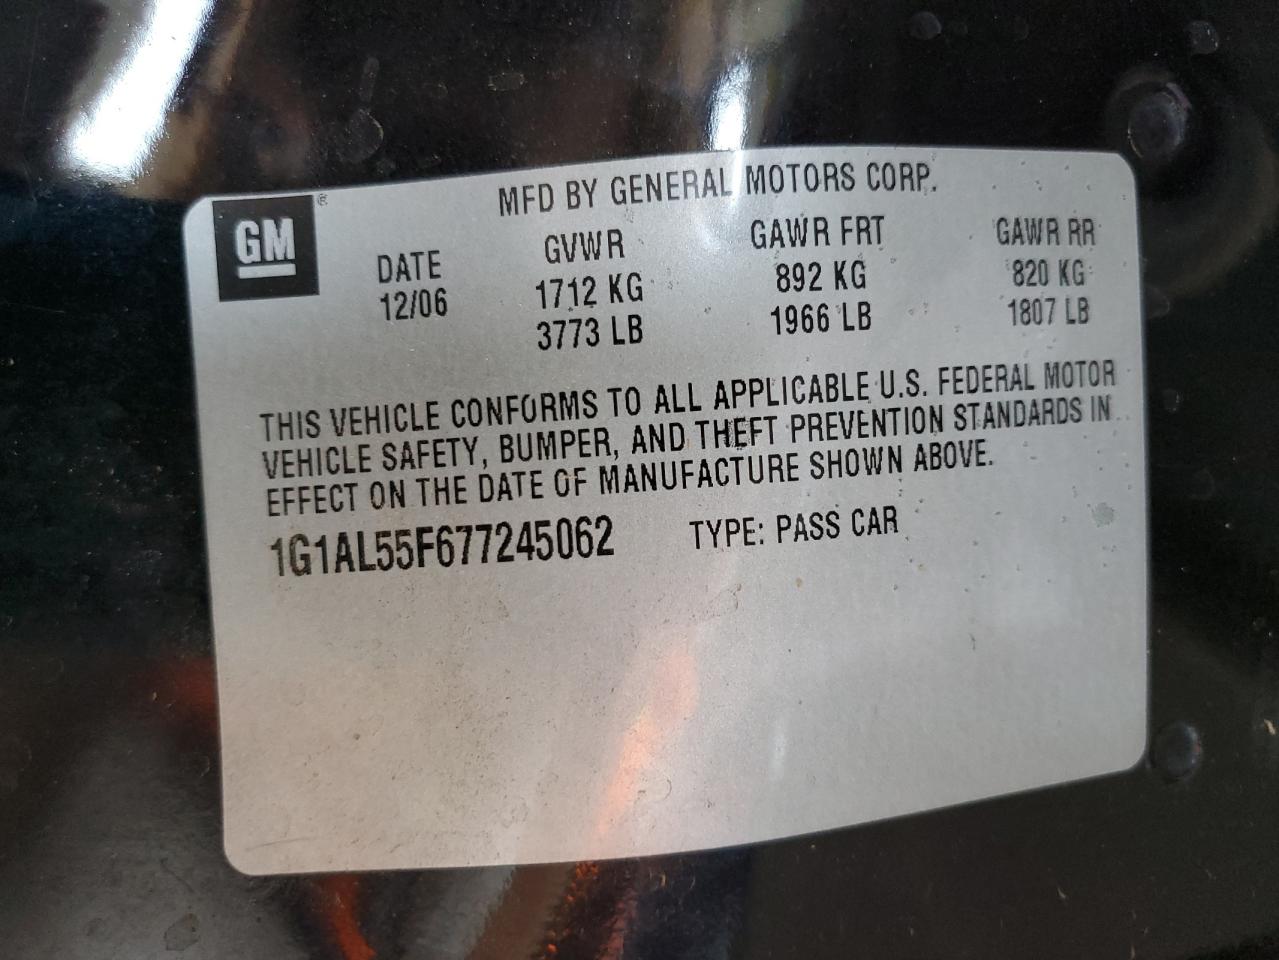 MFD BY GENERAL MOTORS CORP.
GM ®
DATE GVWR GAWR FRT GAWR RR
12/06 1712 KG 892 KG 820 KG
3773 LB 1966 LB 1807 LB
THIS VEHICLE CONFORMS TO ALL APPLICABLE U.S. FEDERAL MOTOR
VEHICLE SAFETY, BUMPER, AND THEFT PREVENTION STANDARDS IN
EFFECT ON THE DATE OF MANUFACTURE SHOWN ABOVE.
1G1AL55F677245062 TYPE: PASS CAR